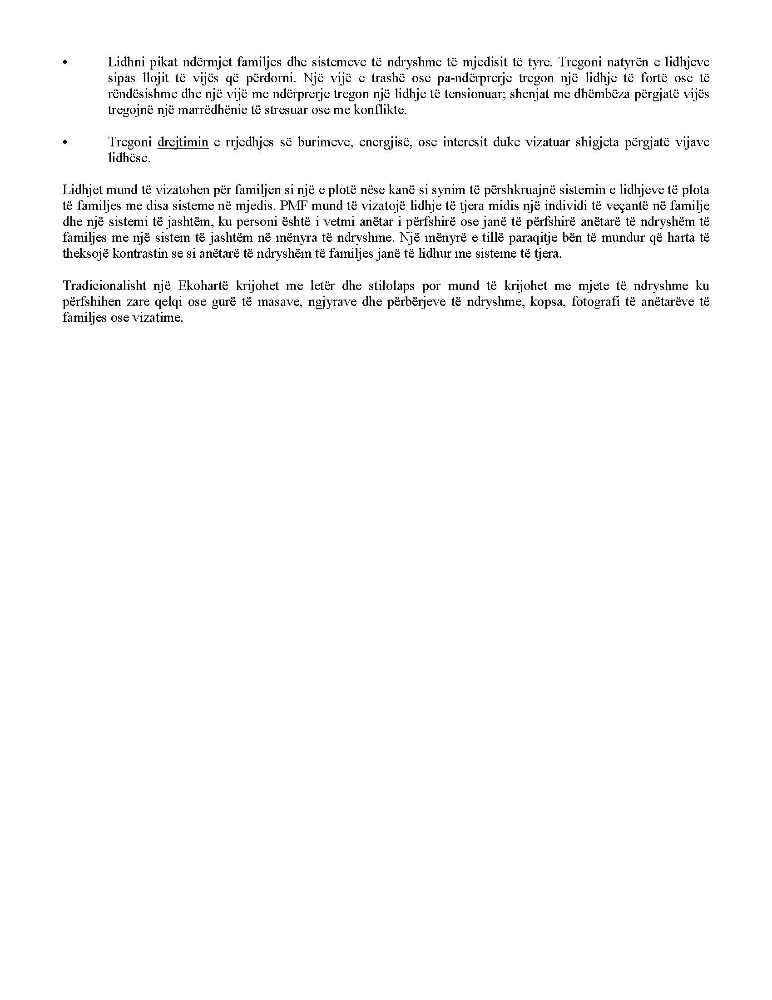 • Lidhni pikat ndërmjet familjes dhe sistemeve të ndryshme të mjedisit të tyre. Tregoni natyrën e lidhjeve
sipas llojit të vijës që përdorni. Një vijë e trashë ose pa-ndërprerje tregon një lidhje të fortë ose të
rëndësishme dhe një vijë me ndërprerje tregon një lidhje të tensionuar; shenjat me dhëmbëza përgjatë vijës
tregojnë një marrëdhënie të stresuar ose me konflikte.
• Tregoni drejtimin e rrjedhjes së burimeve, energjisë, ose interesit duke vizatuar shigjeta përgjatë vijave
lidhëse.
Lidhjet mund të vizatohen për familjen si një e plotë nëse kanë si synim të përshkruajnë sistemin e lidhjeve të plota
të familjes me disa sisteme në mjedis. PMF mund të vizatojë lidhje të tjera midis një individi të veçantë në familje
dhe një sistemi të jashtëm, ku personi është i vetmi anëtar i përfshirë ose janë të përfshirë anëtarë të ndryshëm të
familjes me një sistem të jashtëm në mënyra të ndryshme. Një mënyrë e tillë paraqitje bën të mundur që harta të
theksojë kontrastin se si anëtarë të ndryshëm të familjes janë të lidhur me sisteme të tjera.
Tradicionalisht një Ekohartë krijohet me letër dhe stilolaps por mund të krijohet me mjete të ndryshme ku
përfshihen zare qelqi ose gurë të masave, ngjyrave dhe përbërjeve të ndryshme, kopsa, fotografi të anëtarëve të
familjes ose vizatime.